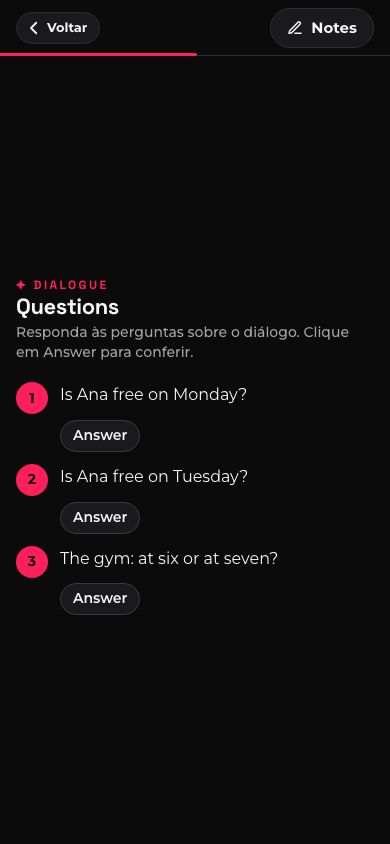 Voltar
Notes
DIALOGUE
Questions
Responda às perguntas sobre o diálogo. Clique
em Answer para conferir.
1 Is Ana free on Monday?
Answer
2 Is Ana free on Tuesday?
Answer
3 The gym: at six or at seven?
Answer